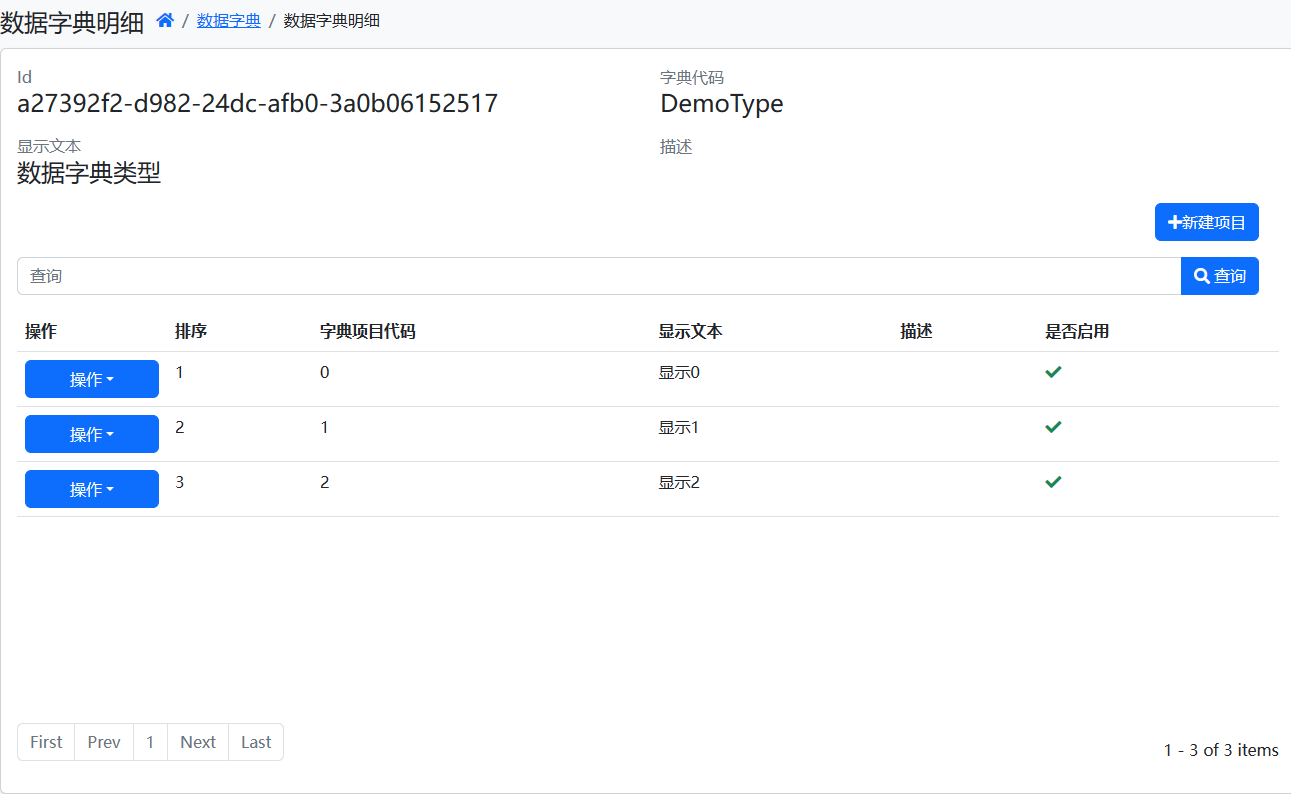 数据字典明细 / 数据字典 / 数据字典明细
Id 字典代码
a27392f2-d982-24dc-afb0-3a0b06152517 DemoType
显示文本 描述
数据字典类型
新建项目
查询 查询
操作 排序 字典项目代码 显示文本 描述 是否启用
操作 1 0 显示0
操作 2 1 显示1
操作 3 2 显示2
First Prev 1 Next Last
1 - 3 of 3 items